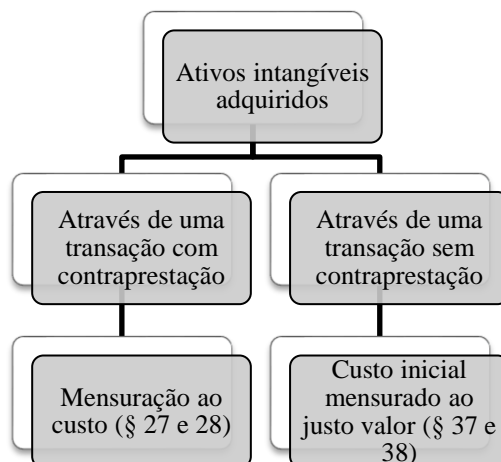 Ativos intangíveis
adquiridos
Através de uma
transação com
contraprestação
Através de uma
transação sem
contraprestação
Mensuração ao
custo (§ 27 e 28)
Custo inicial
mensurado ao
justo valor (§ 37 e
38)